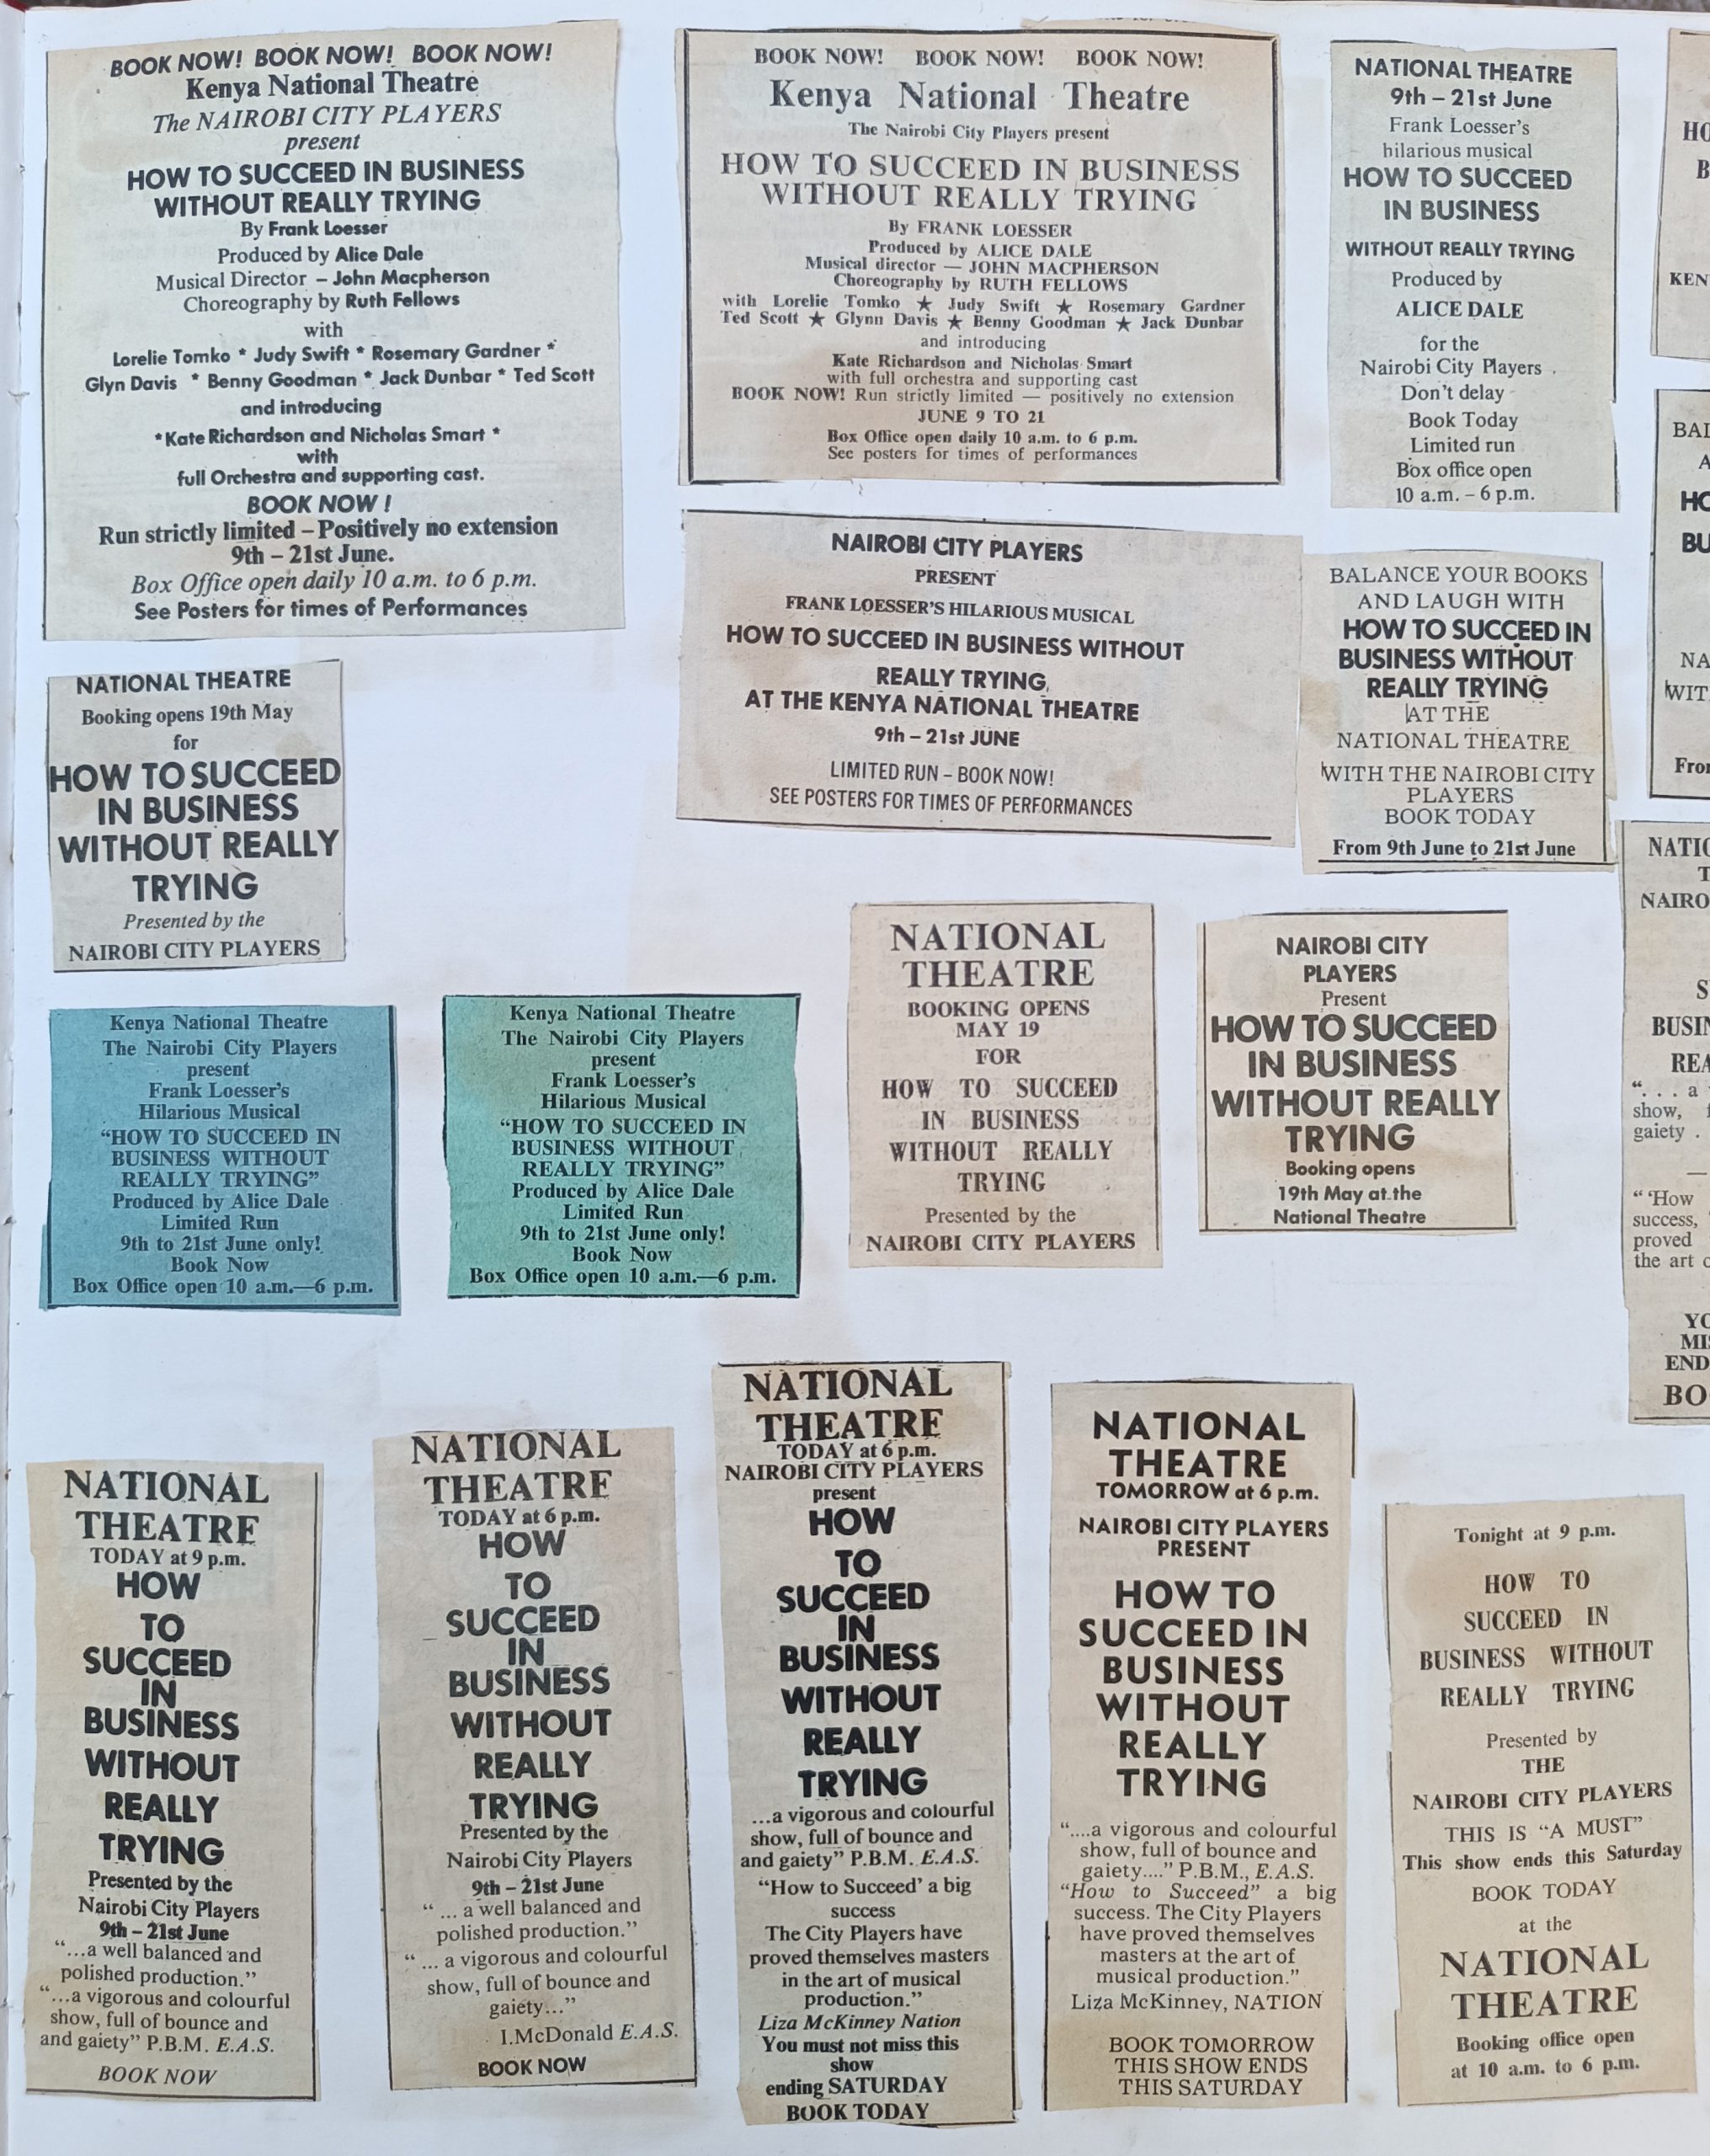 BOOK NOW! BOOK NOW! BOOK NOW!
Kenya National Theatre
The NAIROBI CITY PLAYERS
present
HOW TO SUCCEED IN BUSINESS
WITHOUT REALLY TRYING
By Frank Loesser
Produced by Alice Dale
Musical Director – John Macpherson
Choreography by Ruth Fellows
with
Lorelie Tomko * Judy Swift * Rosemary Gardner *
Glyn Davis * Benny Goodman * Jack Dunbar * Ted Scott
and introducing
*Kate Richardson and Nicholas Smart *
with
full Orchestra and supporting cast.
BOOK NOW !
Run strictly limited – Positively no extension
9th – 21st June.
Box Office open daily 10 a.m. to 6 p.m.
See Posters for times of Performances
BOOK NOW! BOOK NOW! BOOK NOW!
Kenya National Theatre
The Nairobi City Players present
HOW TO SUCCEED IN BUSINESS
WITHOUT REALLY TRYING
By FRANK LOESSER
Produced by ALICE DALE
Musical director — JOHN MACPHERSON
Choreography by RUTH FELLOWS
with Lorelie Tomko ★ Judy Swift ★ Rosemary Gardner
Ted Scott ★ Glynn Davis ★ Benny Goodman ★ Jack Dunbar
and introducing
Kate Richardson and Nicholas Smart
with full orchestra and supporting cast
BOOK NOW! Run strictly limited — positively no extension
JUNE 9 TO 21
Box Office open daily 10 a.m. to 6 p.m.
See posters for times of performances
NATIONAL THEATRE
9th – 21st June
Frank Loesser's
hilarious musical
HOW TO SUCCEED
IN BUSINESS
WITHOUT REALLY TRYING
Produced by
ALICE DALE
for the
Nairobi City Players .
Don't delay
Book Today
Limited run
Box office open
10 a.m. – 6 p.m.
NAIROBI CITY PLAYERS
PRESENT
FRANK LOESSER'S HILARIOUS MUSICAL
HOW TO SUCCEED IN BUSINESS WITHOUT
REALLY TRYING,
AT THE KENYA NATIONAL THEATRE
9th – 21st JUNE
LIMITED RUN – BOOK NOW!
SEE POSTERS FOR TIMES OF PERFORMANCES
BALANCE YOUR BOOKS
AND LAUGH WITH
HOW TO SUCCEED IN
BUSINESS WITHOUT
REALLY TRYING
AT THE
NATIONAL THEATRE
WITH THE NAIROBI CITY
PLAYERS
BOOK TODAY
From 9th June to 21st June
NATIONAL THEATRE
Booking opens 19th May
for
HOW TO SUCCEED
IN BUSINESS
WITHOUT REALLY
TRYING
Presented by the
NAIROBI CITY PLAYERS
Kenya National Theatre
The Nairobi City Players
present
Frank Loesser's
Hilarious Musical
“HOW TO SUCCEED IN
BUSINESS WITHOUT
REALLY TRYING”
Produced by Alice Dale
Limited Run
9th to 21st June only!
Book Now
Box Office open 10 a.m.—6 p.m.
Kenya National Theatre
The Nairobi City Players
present
Frank Loesser's
Hilarious Musical
“HOW TO SUCCEED IN
BUSINESS WITHOUT
REALLY TRYING”
Produced by Alice Dale
Limited Run
9th to 21st June only!
Book Now
Box Office open 10 a.m.—6 p.m.
NATIONAL
THEATRE
BOOKING OPENS
MAY 19
FOR
HOW TO SUCCEED
IN BUSINESS
WITHOUT REALLY
TRYING
Presented by the
NAIROBI CITY PLAYERS
NAIROBI CITY
PLAYERS
Present
HOW TO SUCCEED
IN BUSINESS
WITHOUT REALLY
TRYING
Booking opens
19th May at the
National Theatre
NATIONAL
THEATRE
TODAY at 9 p.m.
HOW
TO
SUCCEED
IN
BUSINESS
WITHOUT
REALLY
TRYING
Presented by the
Nairobi City Players
9th – 21st June
“...a well balanced and
polished production.”
“...a vigorous and colourful
show, full of bounce and
and gaiety” P.B.M. E.A.S.
BOOK NOW
NATIONAL
THEATRE
TODAY at 6 p.m.
HOW
TO
SUCCEED
IN
BUSINESS
WITHOUT
REALLY
TRYING
Presented by the
Nairobi City Players
9th – 21st June
“ ... a well balanced and
polished production.”
“ ... a vigorous and colourful
show, full of bounce and
gaiety...”
I.McDonald E.A.S.
BOOK NOW
NATIONAL
THEATRE
TODAY at 6 p.m.
NAIROBI CITY PLAYERS
present
HOW
TO
SUCCEED
IN
BUSINESS
WITHOUT
REALLY
TRYING
...a vigorous and colourful
show, full of bounce and
and gaiety” P.B.M. E.A.S.
“How to Succeed’ a big
success
The City Players have
proved themselves masters
in the art of musical
production.”
Liza McKinney Nation
You must not miss this
show
ending SATURDAY
BOOK TODAY
NATIONAL
THEATRE
TOMORROW at 6 p.m.
NAIROBI CITY PLAYERS
PRESENT
HOW TO
SUCCEED IN
BUSINESS
WITHOUT
REALLY
TRYING
“....a vigorous and colourful
show, full of bounce and
gaiety....” P.B.M., E.A.S.
“How to Succeed” a big
success. The City Players
have proved themselves
masters at the art of
musical production.”
Liza McKinney, NATION
BOOK TOMORROW
THIS SHOW ENDS
THIS SATURDAY
Tonight at 9 p.m.
HOW TO
SUCCEED IN
BUSINESS WITHOUT
REALLY TRYING
Presented by
THE
NAIROBI CITY PLAYERS
THIS IS “A MUST”
This show ends this Saturday
BOOK TODAY
at the
NATIONAL
THEATRE
Booking office open
at 10 a.m. to 6 p.m.
“. . . a
show,
gaiety .
“ ‘How
success,
proved
the art